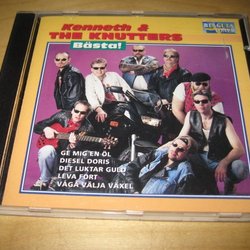 Kenneth &
THE KNUTTERS
Bästa!
GE MIG EN ÖL
DIESEL DORIS
DET LUKTAR GULD
LEVA FORT
VÅGA VÄLJA VÄXEL